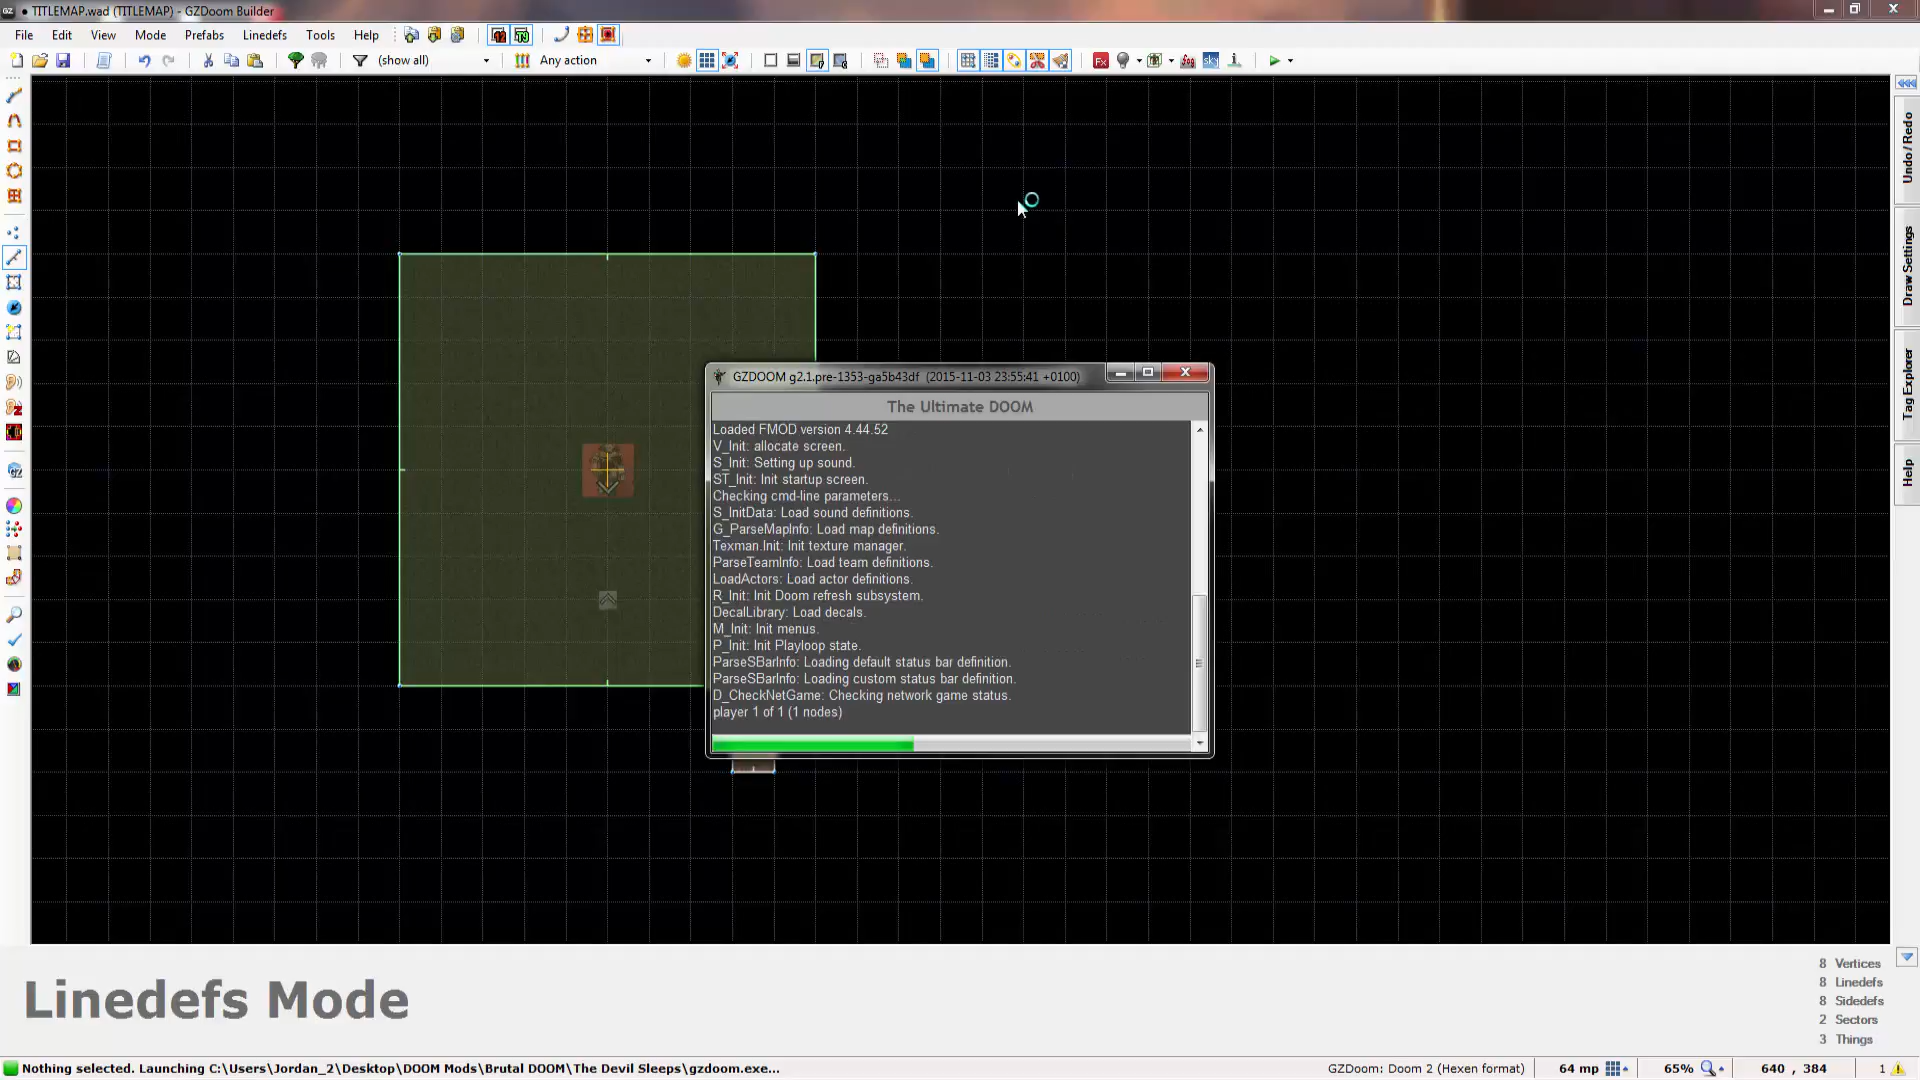 • TITLEMAP.wad (TITLEMAP) - GZDoom Builder
File Edit View Mode Prefabs Linedefs Tools Help
(show all) Any action
Undo / Redo
Draw Settings
Tag Explorer
Help
GZDOOM g2.1.pre-1353-ga5b43df (2015-11-03 23:55:41 +0100)
The Ultimate DOOM
Loaded FMOD version 4.44.52
V_Init: allocate screen.
S_Init: Setting up sound.
ST_Init: Init startup screen.
Checking cmd-line parameters...
S_InitData: Load sound definitions.
G_ParseMapInfo: Load map definitions.
Texman.Init: Init texture manager.
ParseTeamInfo: Load team definitions.
LoadActors: Load actor definitions.
R_Init: Init Doom refresh subsystem.
DecalLibrary: Load decals.
M_Init: Init menus.
P_Init: Init Playloop state.
ParseSBarInfo: Loading default status bar definition.
ParseSBarInfo: Loading custom status bar definition.
D_CheckNetGame: Checking network game status.
player 1 of 1 (1 nodes)
Linedefs Mode
8 Vertices
8 Linedefs
8 Sidedefs
2 Sectors
3 Things
Nothing selected. Launching C:\Users\Jordan_2\Desktop\DOOM Mods\Brutal DOOM\The Devil Sleeps\gzdoom.exe...
GZDoom: Doom 2 (Hexen format) 64 mp 65% 640 , 384 1